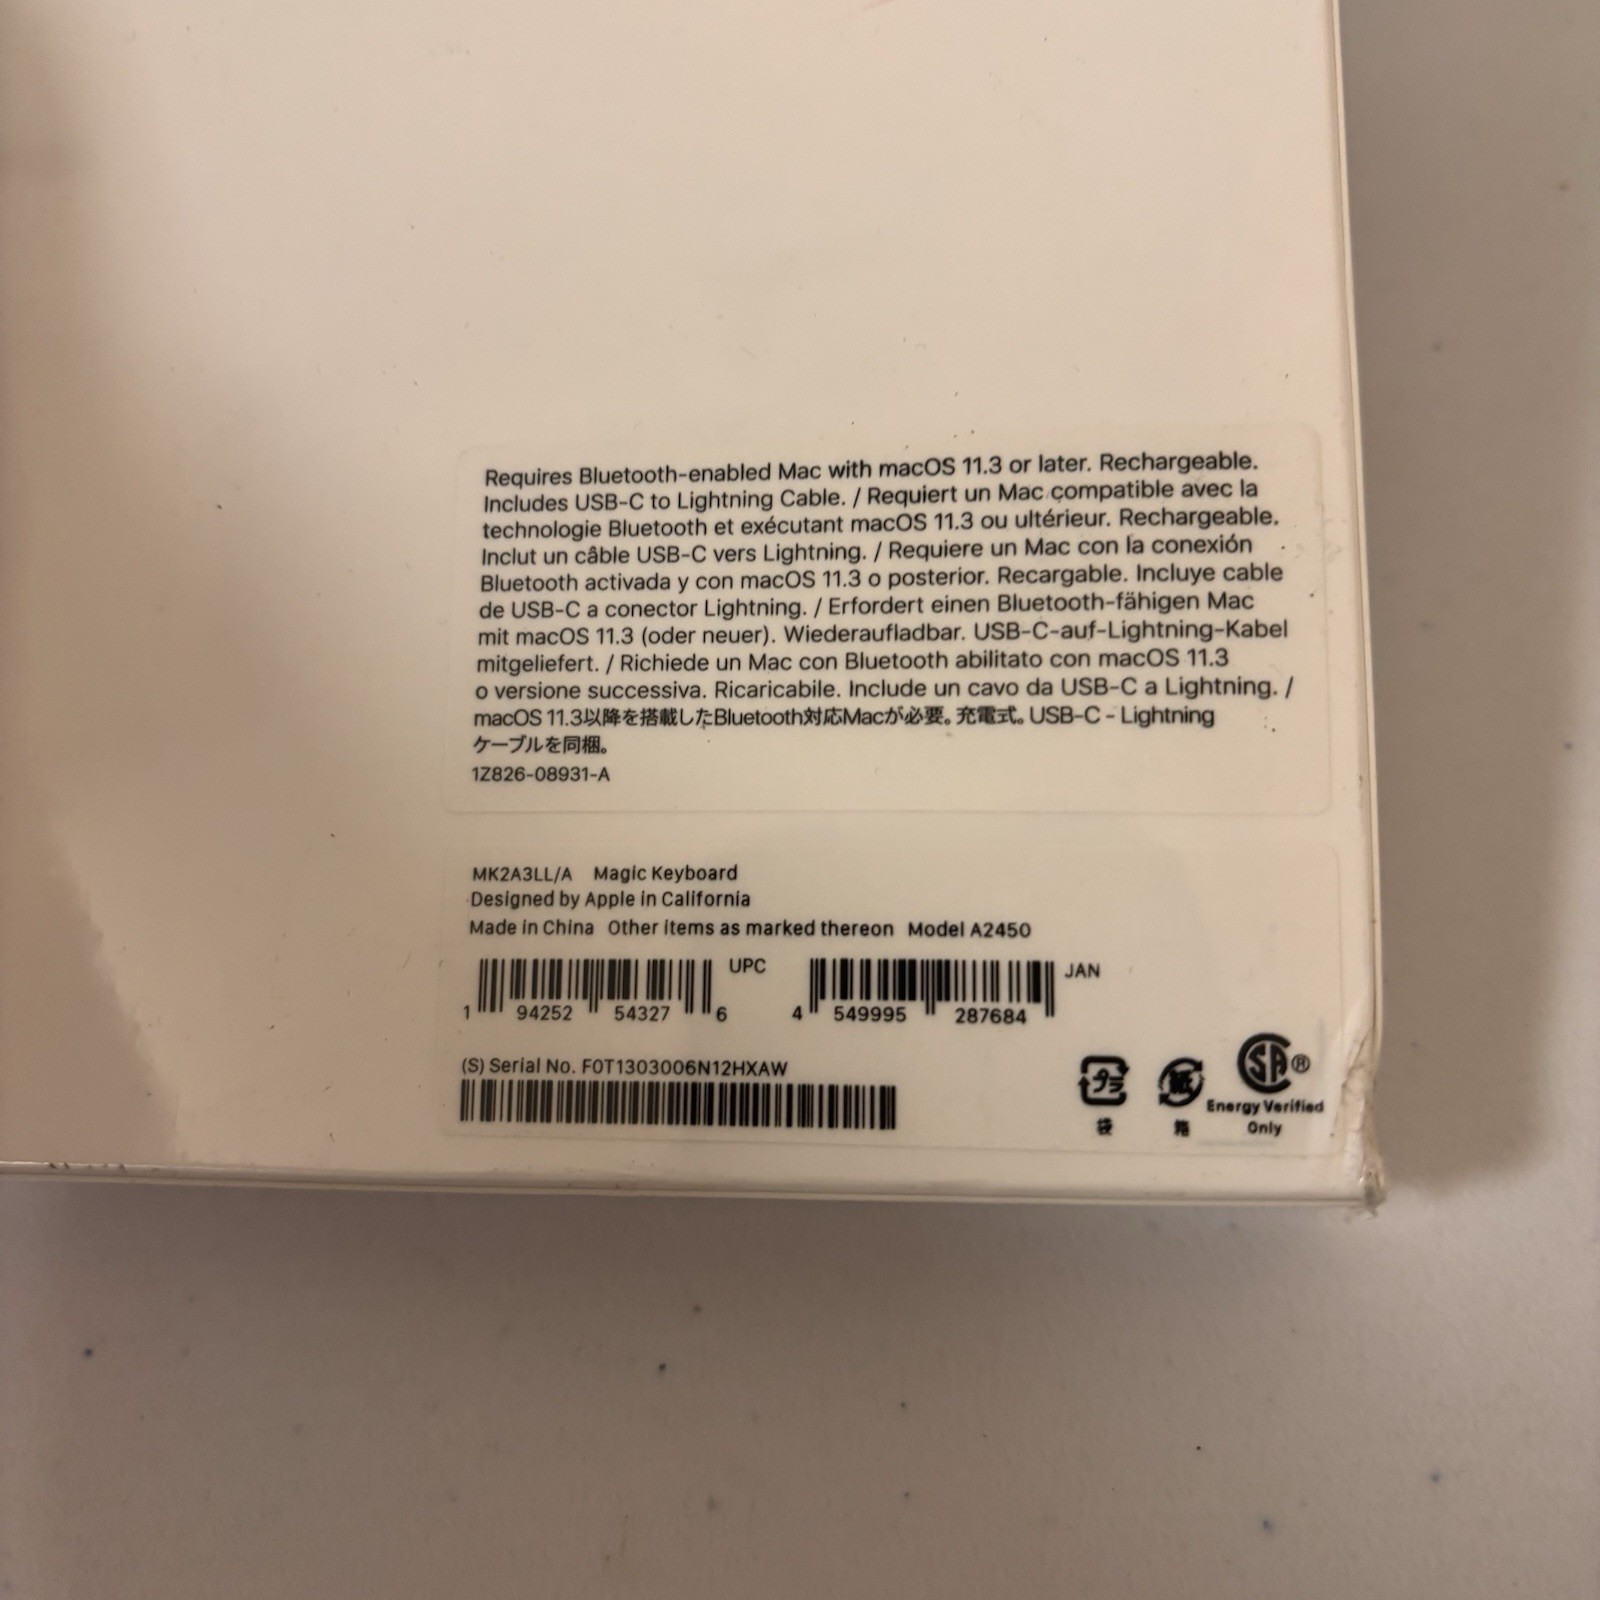 Requires Bluetooth-enabled Mac with macOS 11.3 or later. Rechargeable.
Includes USB-C to Lightning Cable. / Requiert un Mac compatible avec la
technologie Bluetooth et exécutant macOS 11.3 ou ultérieur. Rechargeable.
Inclut un câble USB-C vers Lightning. / Requiere un Mac con la conexión
Bluetooth activada y con macOS 11.3 o posterior. Recargable. Incluye cable
de USB-C a conector Lightning. / Erfordert einen Bluetooth-fähigen Mac
mit macOS 11.3 (oder neuer). Wiederaufladbar. USB-C-auf-Lightning-Kabel
mitgeliefert. / Richiede un Mac con Bluetooth abilitato con macOS 11.3
o versione successiva. Ricaricabile. Include un cavo da USB-C a Lightning. /
macOS 11.3以降を搭載したBluetooth対応Macが必要。充電式。USB-C - Lightning
ケーブルを同梱。
1Z826-08931-A
MK2A3LL/A Magic Keyboard
Designed by Apple in California
Made in China Other items as marked thereon Model A2450
UPC
1 94252 54327 6
JAN
4 549995 287684
(S) Serial No. F0T1303006N12HXAW
プラ
袋
紙
箱
SA®
Energy Verified
Only